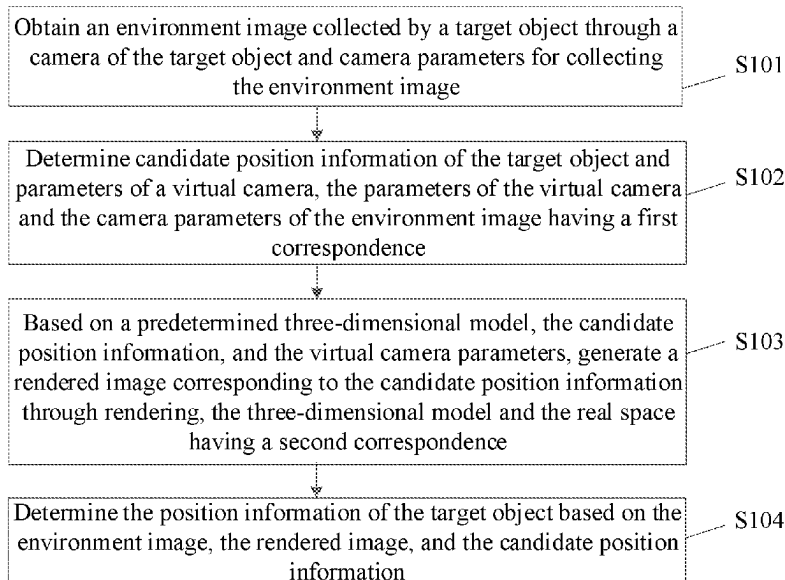 Obtain an environment image collected by a target object through a
camera of the target object and camera parameters for collecting
the environment image
S101
Determine candidate position information of the target object and
parameters of a virtual camera, the parameters of the virtual camera
and the camera parameters of the environment image having a first
correspondence
S102
Based on a predetermined three-dimensional model, the candidate
position information, and the virtual camera parameters, generate a
rendered image corresponding to the candidate position information
through rendering, the three-dimensional model and the real space
having a second correspondence
S103
Determine the position information of the target object based on the
environment image, the rendered image, and the candidate position
information
S104